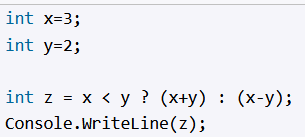 int x=3;
int y=2;
int z = x < y ? (x+y) : (x-y);
Console.WriteLine(z);